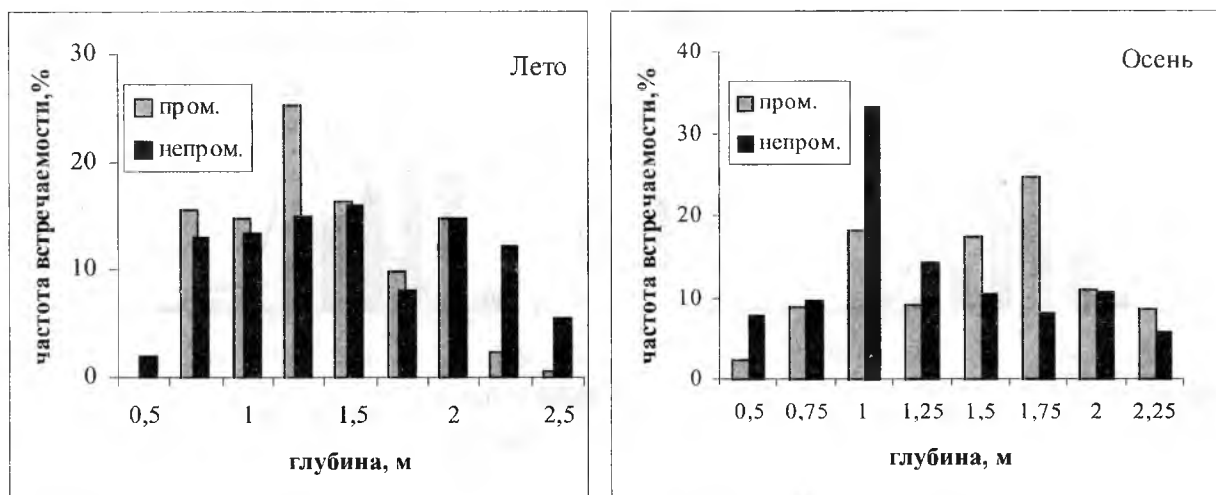 Лето
частота встречаемости,%
30
20
10
0
пром.
непром.
0,5 1 1,5 2 2,5
глубина, м
Осень
частота встречаемости,%
40
30
20
10
0
пром.
непром.
0,5 0,75 1 1,25 1,5 1,75 2 2,25
глубина, м